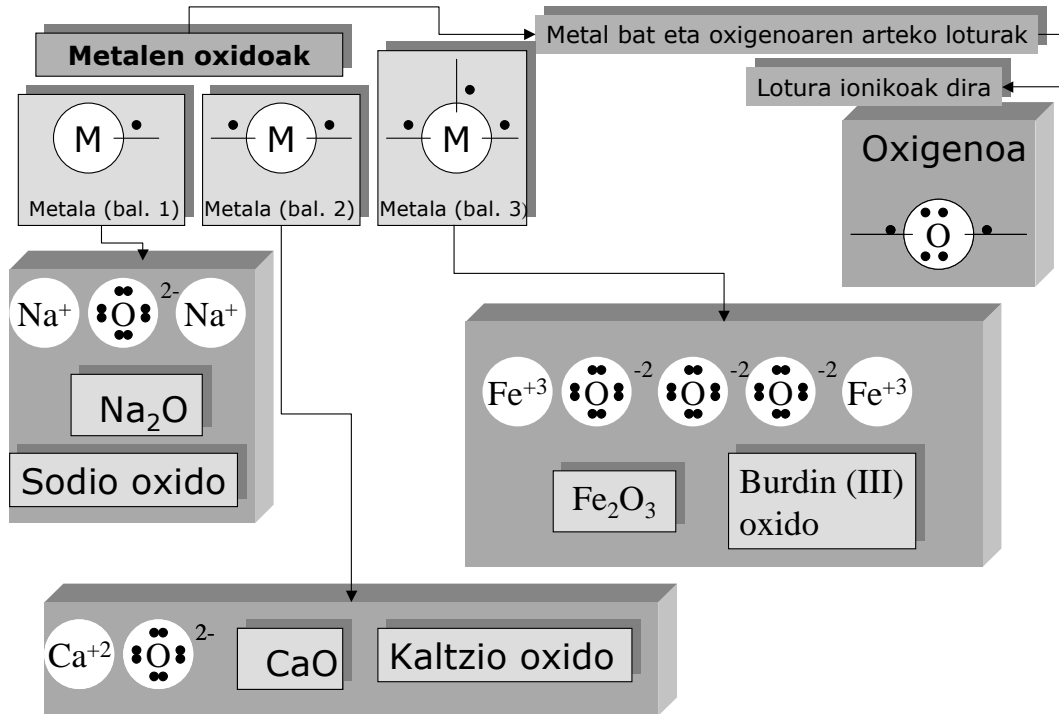 Metalen oxidoak
Metal bat eta oxigenoaren arteko loturak
Lotura ionikoak dira
M
Metala (bal. 1)
M
Metala (bal. 2)
M
Metala (bal. 3)
Oxigenoa
O
Na+ O 2- Na+
Na2O
Sodio oxido
Fe+3 O -2 O -2 O -2 Fe+3
Fe2O3
Burdin (III)
oxido
Ca+2 O 2-
CaO
Kaltzio oxido